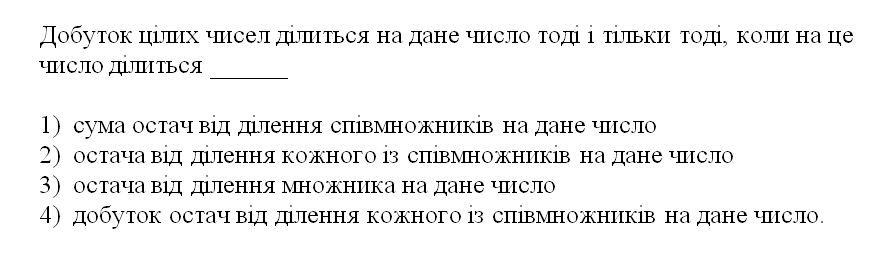 Добуток цілих чисел ділиться на дане число тоді і тільки тоді, коли на це
число ділиться ______
1) сума остач від ділення співмножників на дане число
2) остача від ділення кожного із співмножників на дане число
3) остача від ділення множника на дане число
4) добуток остач від ділення кожного із співмножників на дане число.